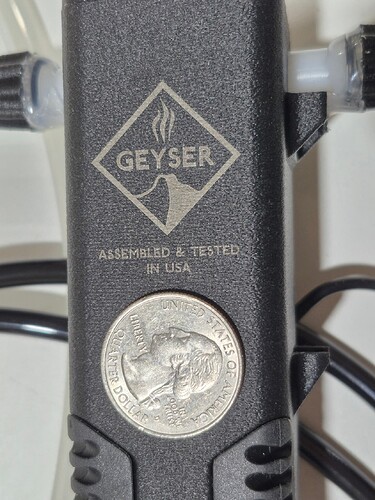 GEYSER
ASSEMBLED & TESTED
IN USA
UNITED STATES OF AMERICA
LIBERTY
QUARTER DOLLAR